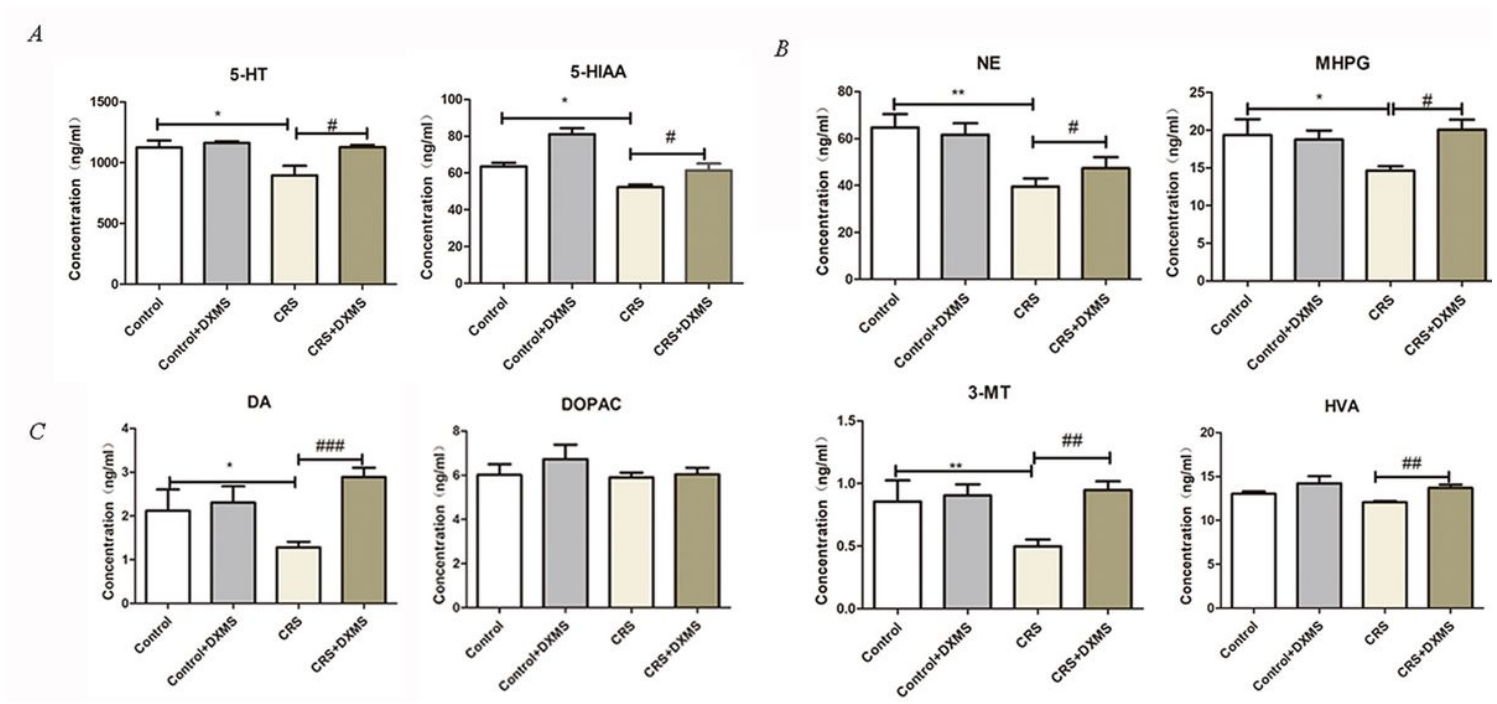 A
5-HT
Concentration（ng/ml）
1500
1000
500
0
*
#
Control
Control+DXMS
CRS
CRS+DXMS
5-HIAA
Concentration（ng/ml）
100
80
60
40
20
0
*
#
Control
Control+DXMS
CRS
CRS+DXMS
B
NE
Concentration（ng/ml）
80
60
40
20
0
**
#
Control
Control+DXMS
CRS
CRS+DXMS
MHPG
Concentration（ng/ml）
25
20
15
10
5
0
*
#
Control
Control+DXMS
CRS
CRS+DXMS
C
DA
Concentration（ng/ml）
4
3
2
1
0
*
###
Control
Control+DXMS
CRS
CRS+DXMS
DOPAC
Concentration（ng/ml）
8
6
4
2
0
Control
Control+DXMS
CRS
CRS+DXMS
3-MT
Concentration（ng/ml）
1.5
1.0
0.5
0.0
**
##
Control
Control+DXMS
CRS
CRS+DXMS
HVA
Concentration（ng/ml）
20
15
10
5
0
##
Control
Control+DXMS
CRS
CRS+DXMS